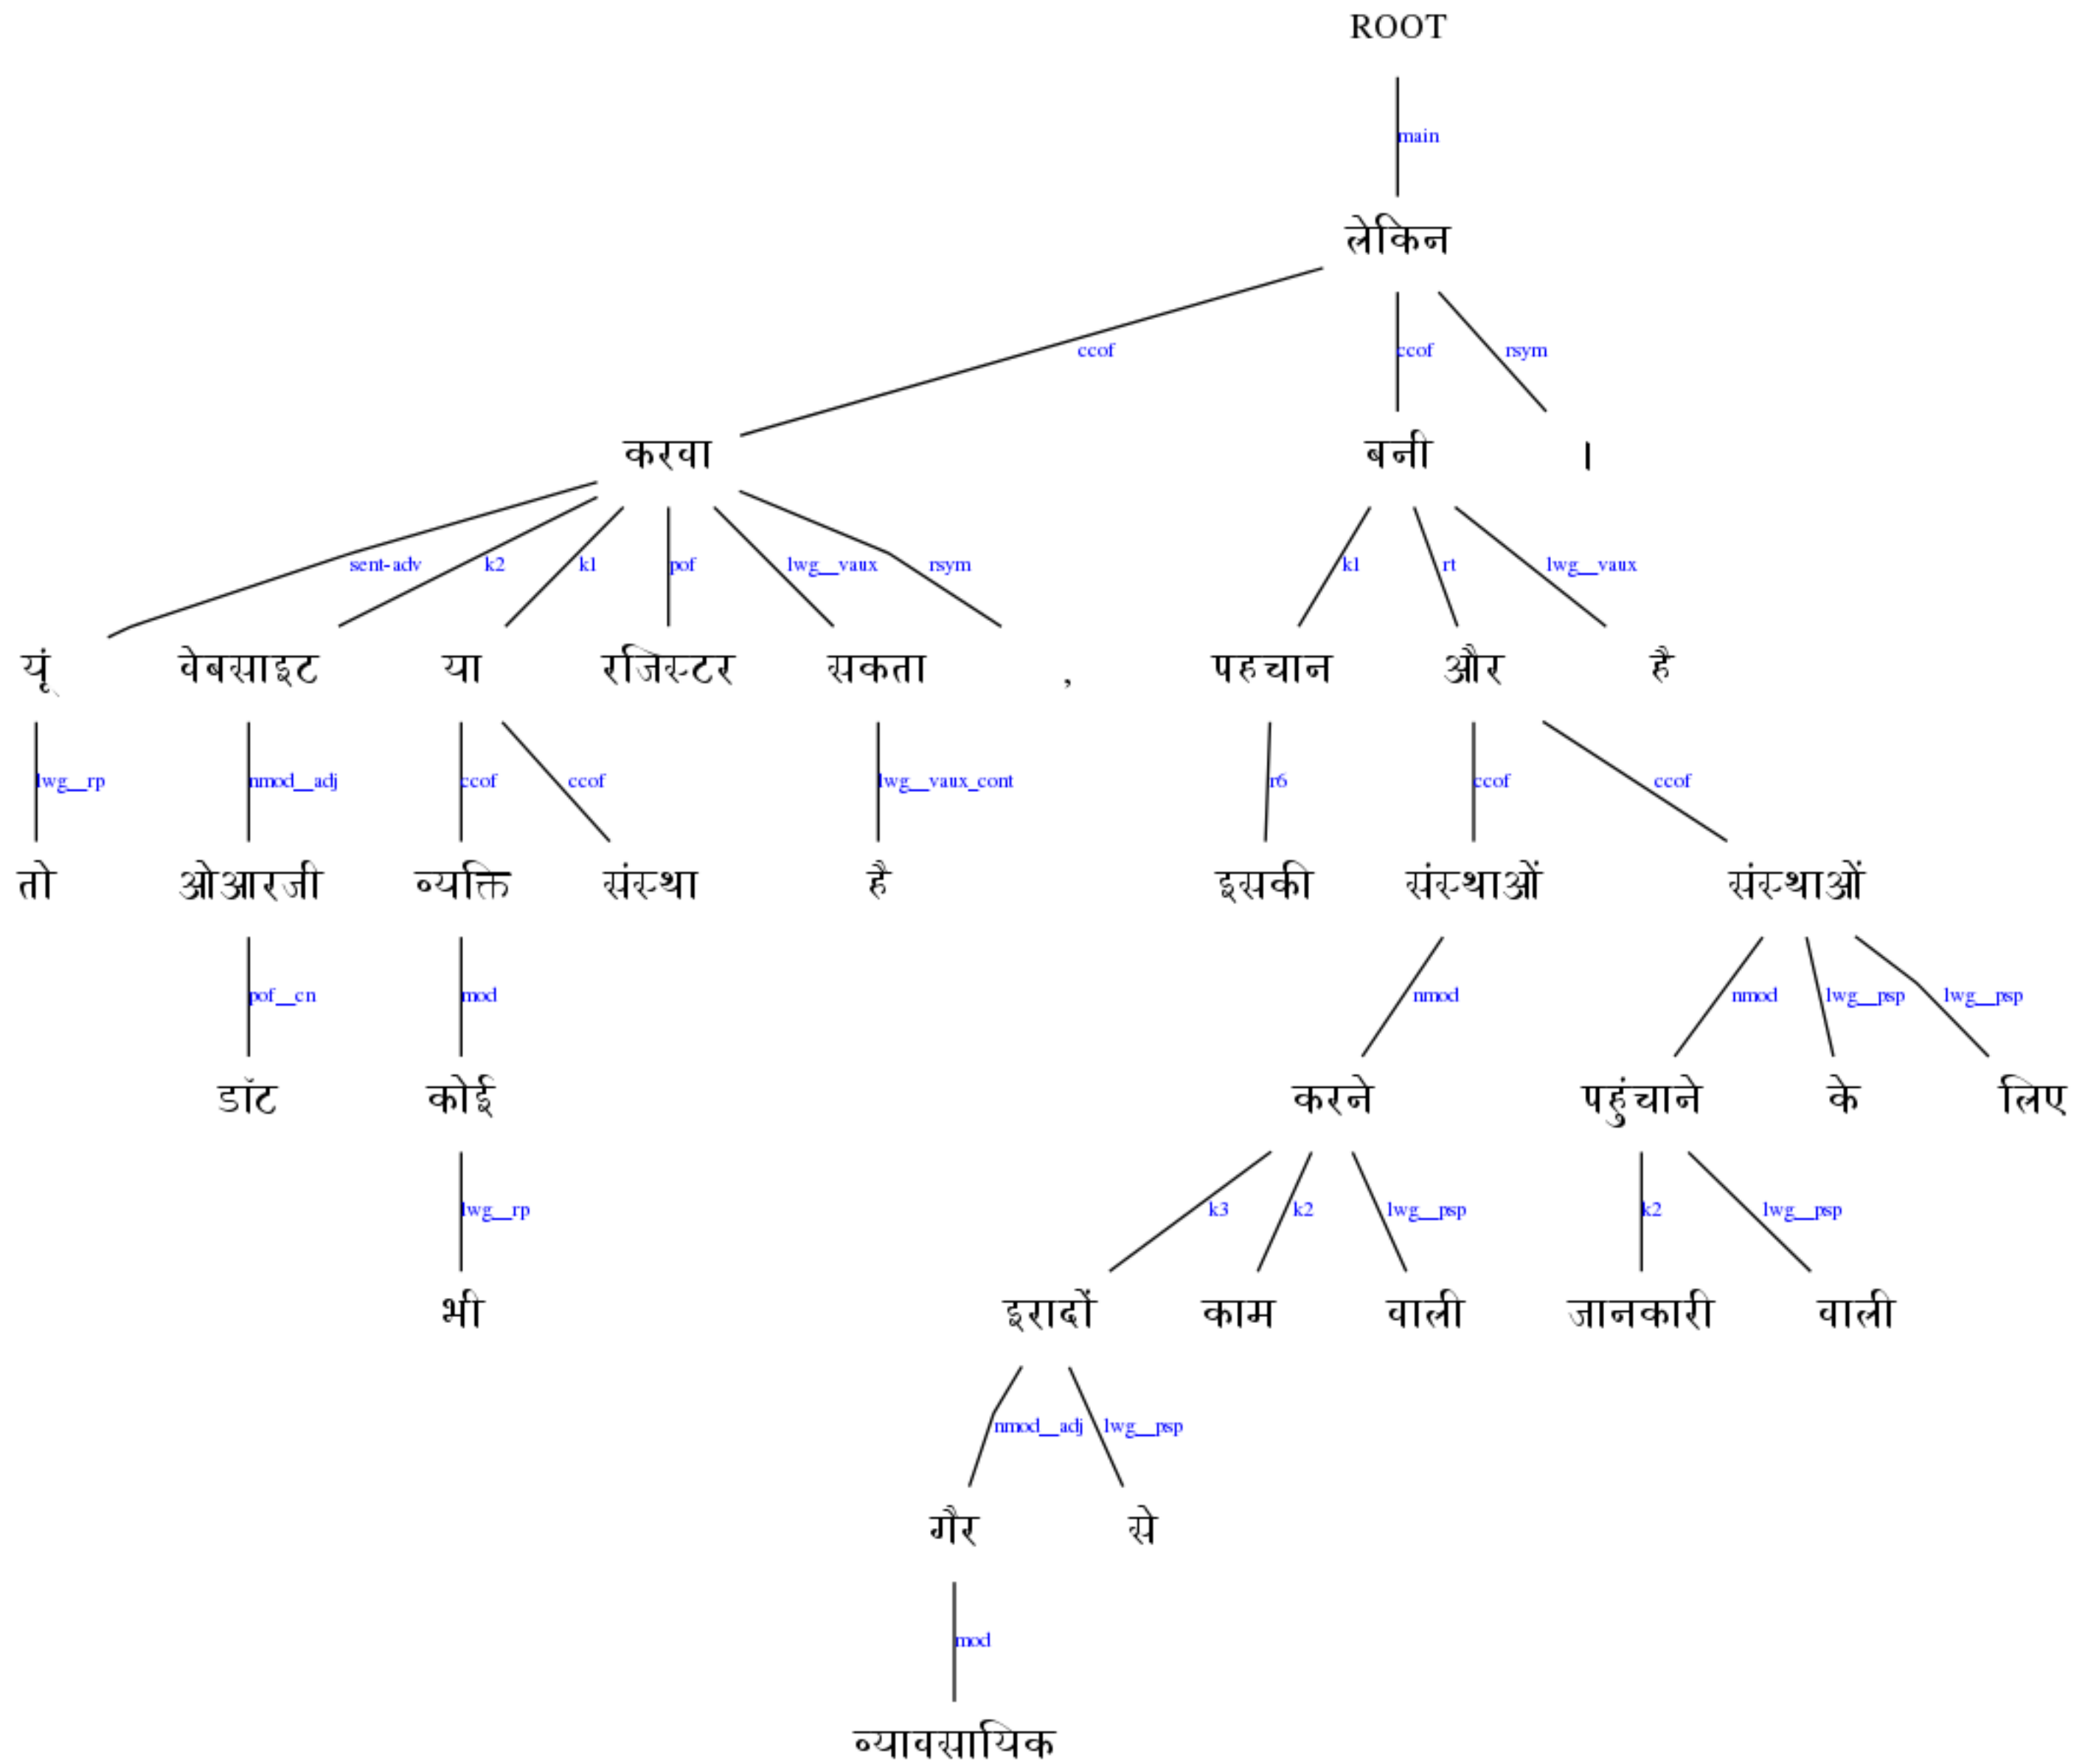 ROOT
main
लेकिन
ccof ccof rsym
करवा बनी ।
sent-adv k2 k1 pof lwg__vaux rsym k1 rt lwg__vaux
यूं वेबसाइट या रजिस्टर सकता , पहचान और है
lwg__rp nmod__adj ccof ccof lwg__vaux_cont r6 ccof ccof
तो ओआरजी व्यक्ति संस्था है इसकी संस्थाओं संस्थाओं
pof__cn mod nmod nmod lwg__psp lwg__psp
डॉट कोई करने पहुंचाने के लिए
lwg__rp k3 k2 lwg__psp k2 lwg__psp
भी इरादों काम वाली जानकारी वाली
nmod__adj lwg__psp
गैर से
mod
व्यावसायिक